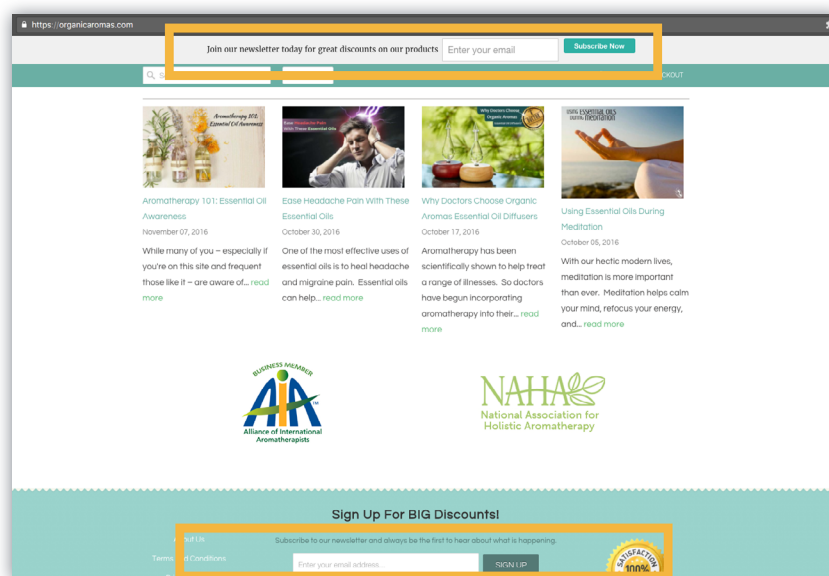 https://organicaromas.com
Join our newsletter today for great discounts on our products
Enter your email
Subscribe Now
Aromatherapy 101:
Essential Oil Awareness
Ease Headache Pain
With These Essential Oils
Why Doctors Choose
Organic Aromas
USING ESSENTIAL OILS
DURING MEDITATION
Aromatherapy 101: Essential Oil
Awareness
November 07, 2016
While many of you – especially if
you're on this site and frequent
those like it – are aware of... read
more
Ease Headache Pain With These
Essential Oils
October 30, 2016
One of the most effective uses of
essential oils is to heal headache
and migraine pain. Essential oils
can help... read more
Why Doctors Choose Organic
Aromas Essential Oil Diffusers
October 17, 2016
Aromatherapy has been
scientifically shown to help treat
a range of illnesses. So doctors
have begun incorporating
aromatherapy into their... read
more
Using Essential Oils During
Meditation
October 05, 2016
With our hectic modern lives,
meditation is more important
than ever. Meditation helps calm
your mind, refocus your energy,
and... read more
BUSINESS MEMBER
AIA
TM
Alliance of International
Aromatherapists
NAHA
National Association for
Holistic Aromatherapy
Sign Up For BIG Discounts!
About Us
Subscribe to our newsletter and always be the first to hear about what is happening.
Terms and Conditions
Enter your email address...
SIGN UP
SATISFACTION
100%